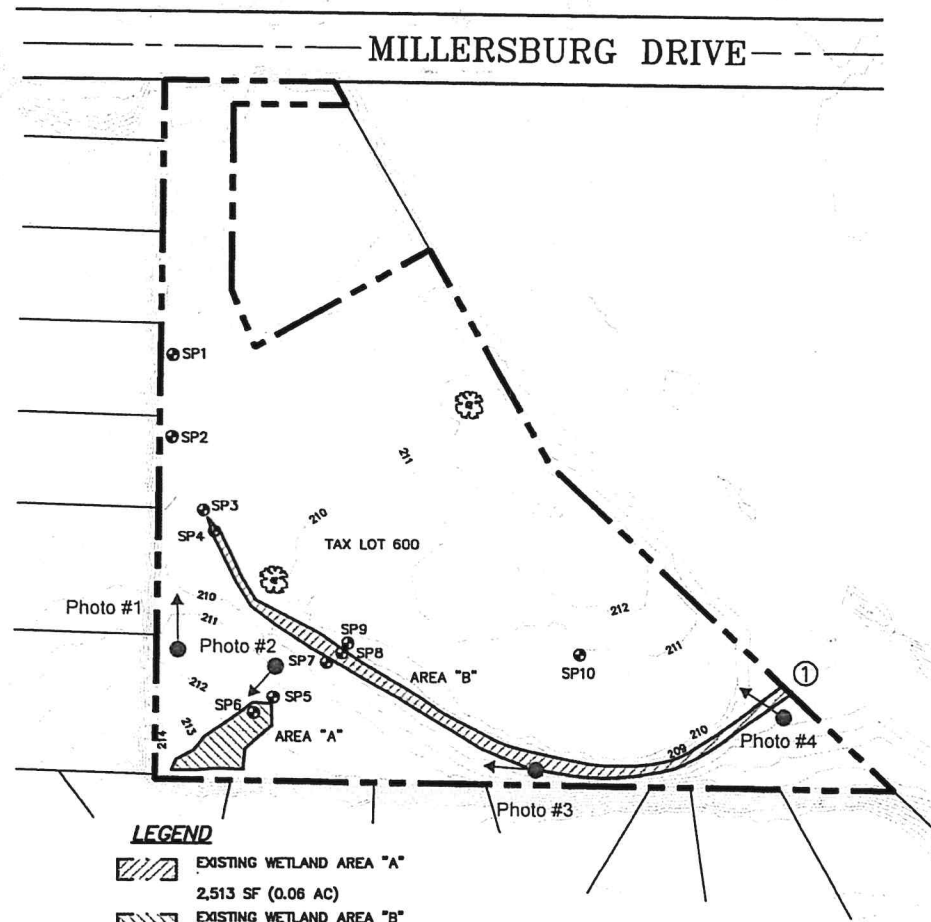 MILLERSBURG DRIVE
SP1
SP2
SP3
SP4
211
210
TAX LOT 600
210
211
Photo #1
Photo #2
SP9
SP8
SP7
212
211
SP10
AREA "B"
1
212
SP5
SP6
213
214
AREA "A"
210
209
Photo #4
Photo #3
LEGEND
EXISTING WETLAND AREA "A"
2,513 SF (0.06 AC)
EXISTING WETLAND AREA "B"